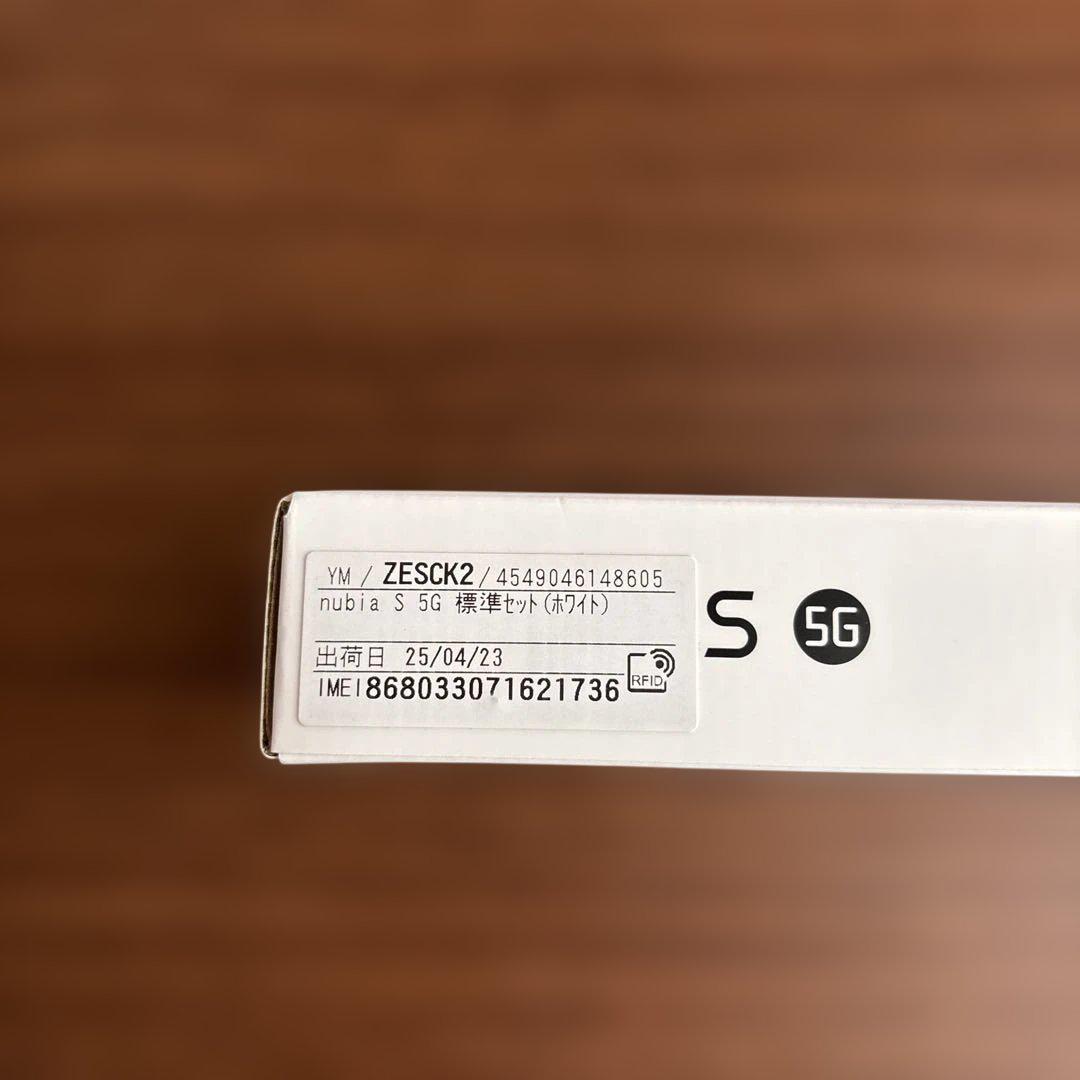 YM / ZESCK2 / 4549046148605
nubia S 5G 標準ｾｯﾄ(ﾎﾜｲﾄ)
出荷日 25/04/23
RFID
IMEI 868033071621736
S 5G